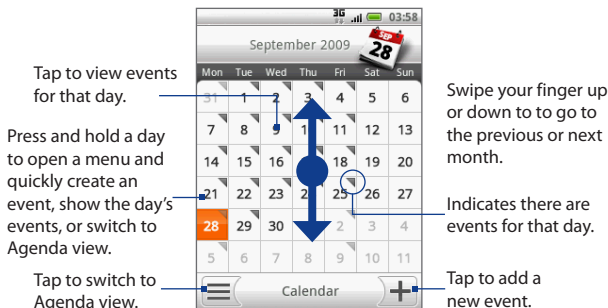 3G 03:58
September 2009
SEP
28
Mon Tue Wed Thu Fri Sat Sun
31 1 2 3 4 5 6
7 8 9 11 12 13
14 15 16 18 19 20
21 22 23 2 25 26 27
28 29 30 2 3 4
5 6 7 8 9 10 11
Calendar
Tap to view events
for that day.
Press and hold a day
to open a menu and
quickly create an
event, show the day's
events, or switch to
Agenda view.
Tap to switch to
Agenda view.
Swipe your finger up
or down to to go to
the previous or next
month.
Indicates there are
events for that day.
Tap to add a
new event.